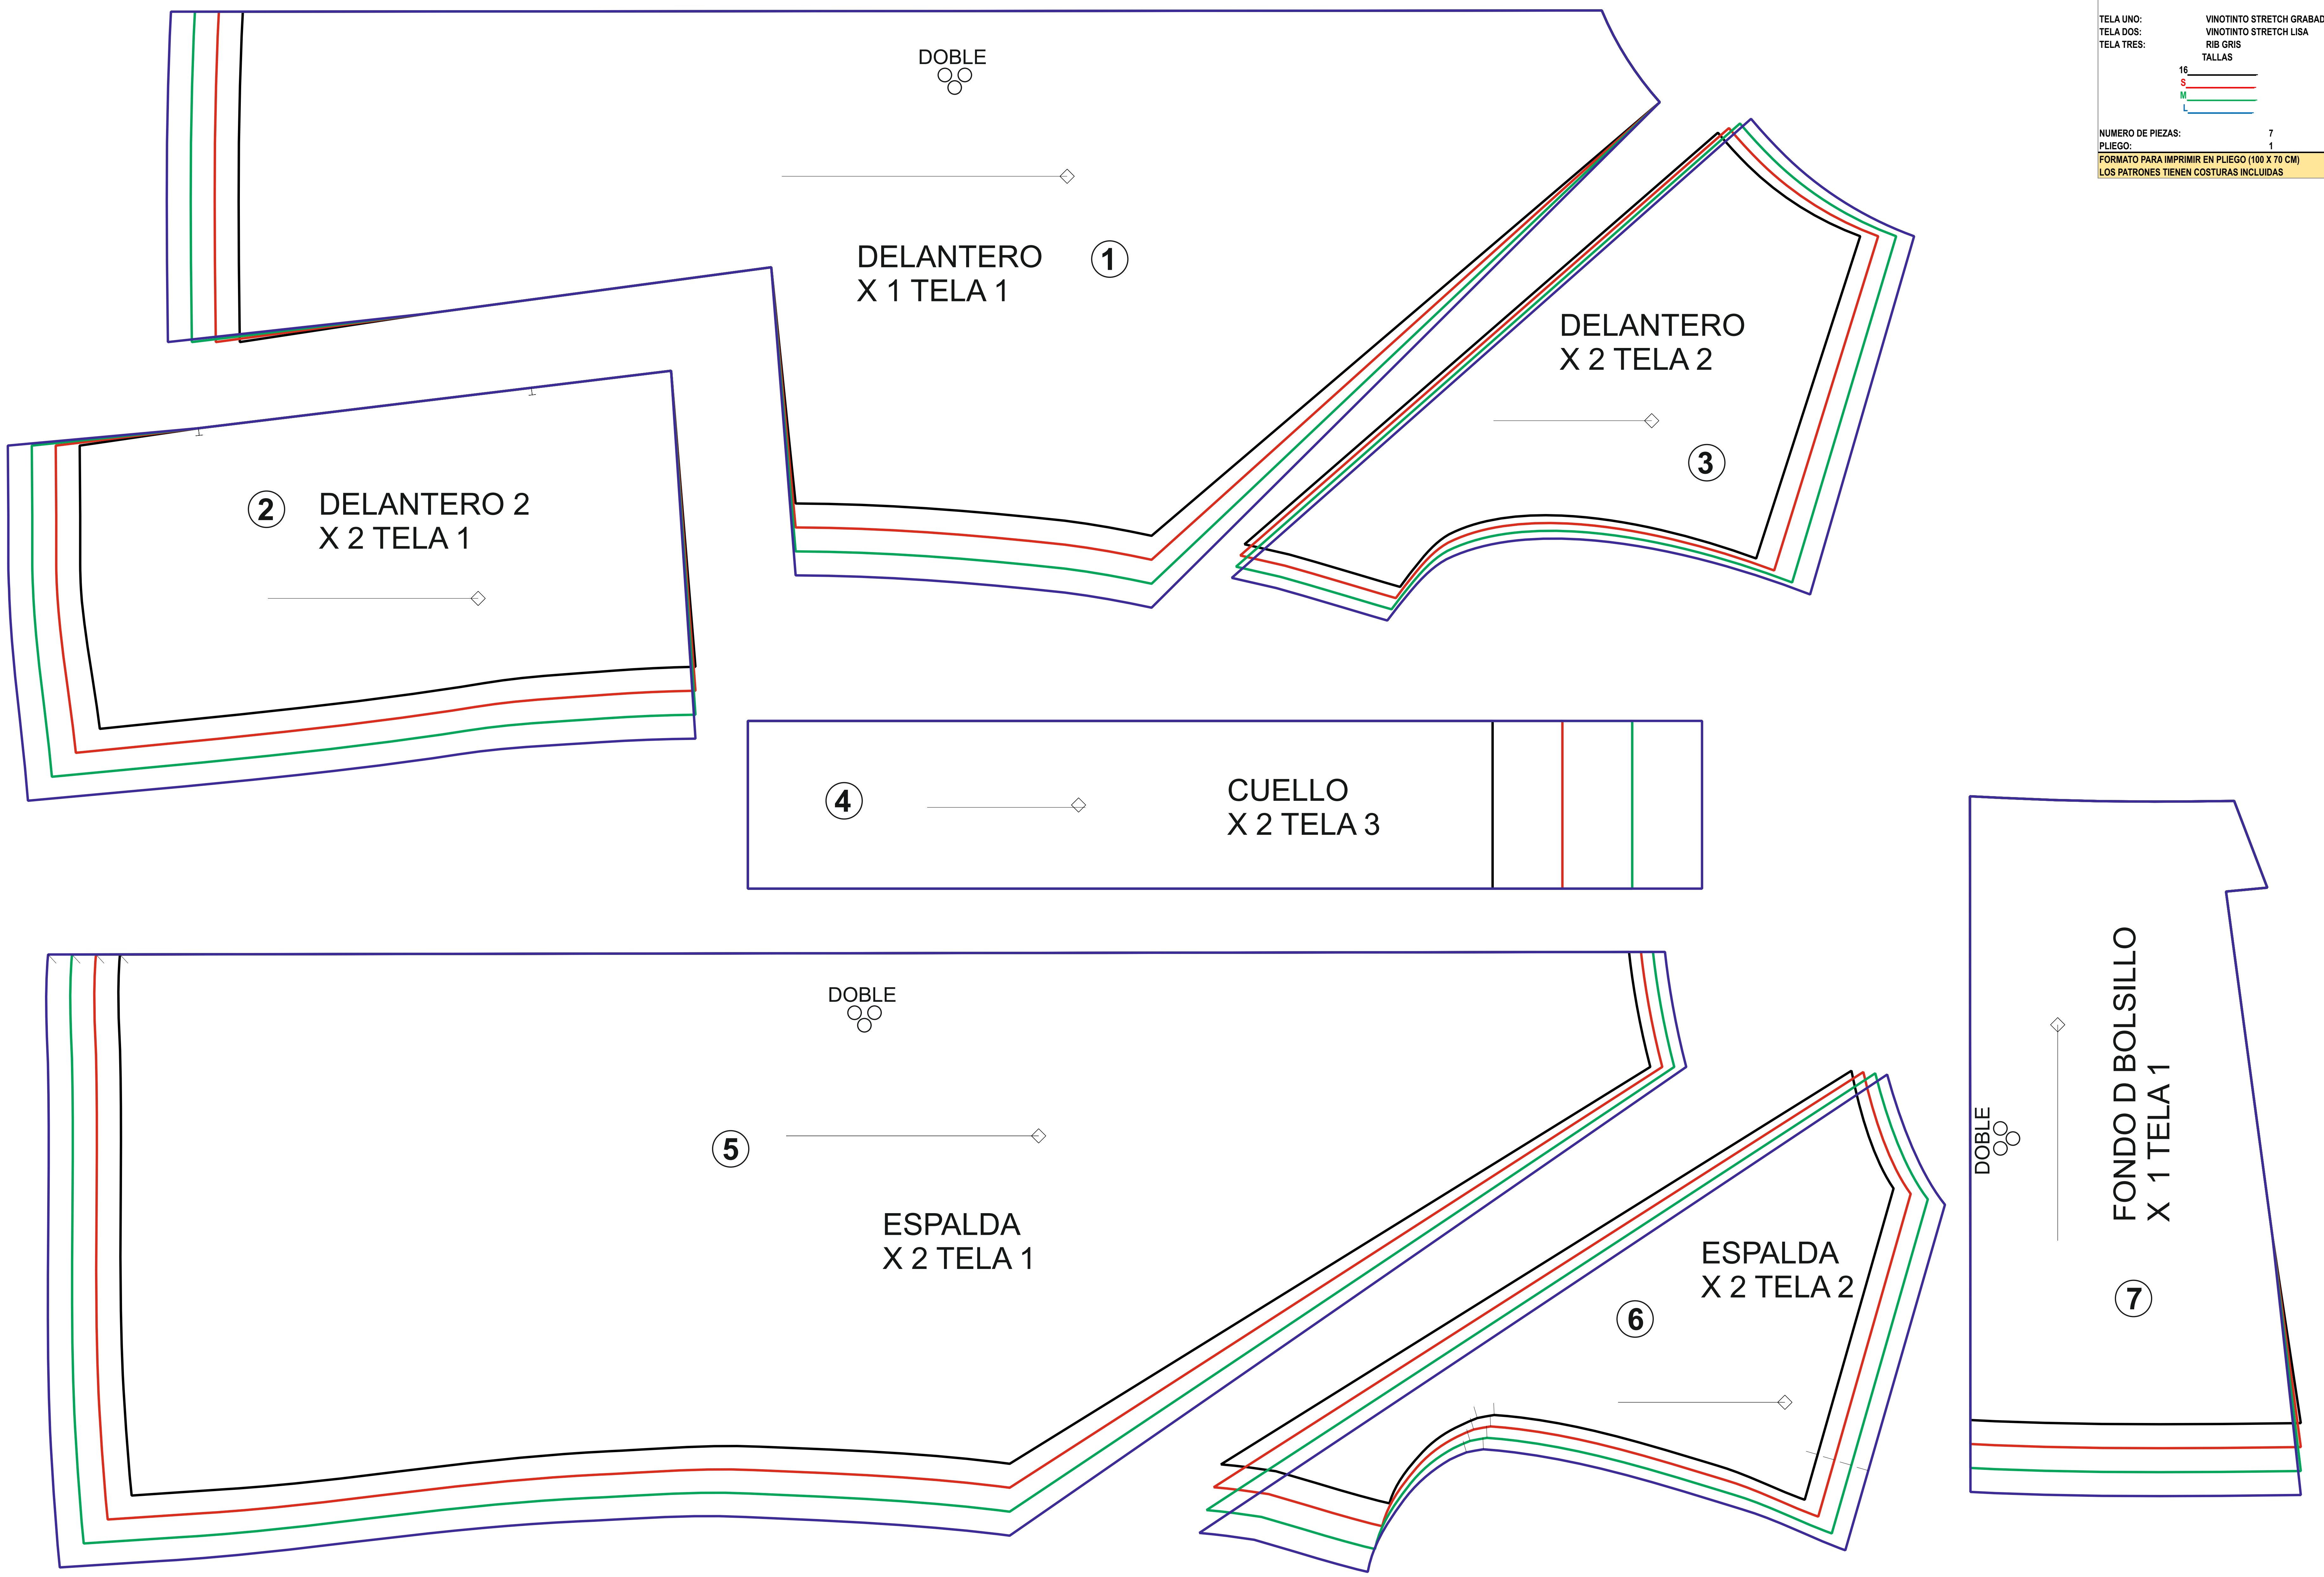 TELA UNO: VINOTINTO STRETCH GRABAD
TELA DOS: VINOTINTO STRETCH LISA
TELA TRES: RIB GRIS
TALLAS
16
S
M
L
NUMERO DE PIEZAS: 7
PLIEGO: 1
FORMATO PARA IMPRIMIR EN PLIEGO (100 X 70 CM)
LOS PATRONES TIENEN COSTURAS INCLUIDAS
DOBLE
DELANTERO
X 1 TELA 1
1
DELANTERO
X 2 TELA 2
3
2
DELANTERO 2
X 2 TELA 1
4
CUELLO
X 2 TELA 3
DOBLE
5
ESPALDA
X 2 TELA 1
ESPALDA
X 2 TELA 2
6
DOBLE
FONDO D BOLSILLO
X 1 TELA 1
7